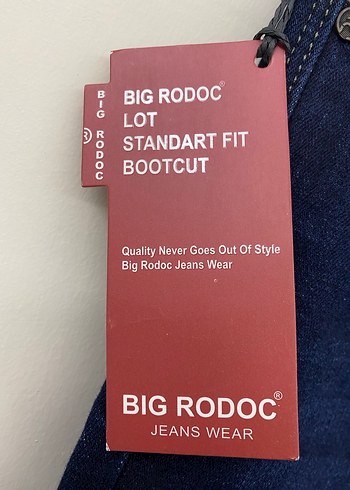 BIG RODOC®
LOT
STANDART FIT
BOOTCUT
BIG RODOC®
Quality Never Goes Out Of Style
Big Rodoc Jeans Wear
BIG RODOC®
JEANS WEAR